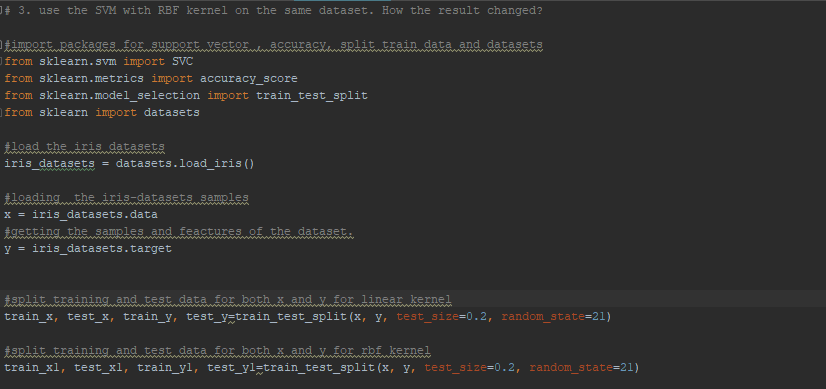 # 3. use the SVM with RBF kernel on the same dataset. How the result changed?
#import packages for support vector , accuracy, split train data and datasets
from sklearn.svm import SVC
from sklearn.metrics import accuracy_score
from sklearn.model_selection import train_test_split
from sklearn import datasets
#load the iris datasets
iris_datasets = datasets.load_iris()
#loading  the iris-datasets samples
x = iris_datasets.data
#getting the samples and feactures of the dataset.
y = iris_datasets.target
#split training and test data for both x and y for linear kernel
train_x, test_x, train_y, test_y=train_test_split(x, y, test_size=0.2, random_state=21)
#split training and test data for both x and y for rbf kernel
train_x1, test_x1, train_y1, test_y1=train_test_split(x, y, test_size=0.2, random_state=21)